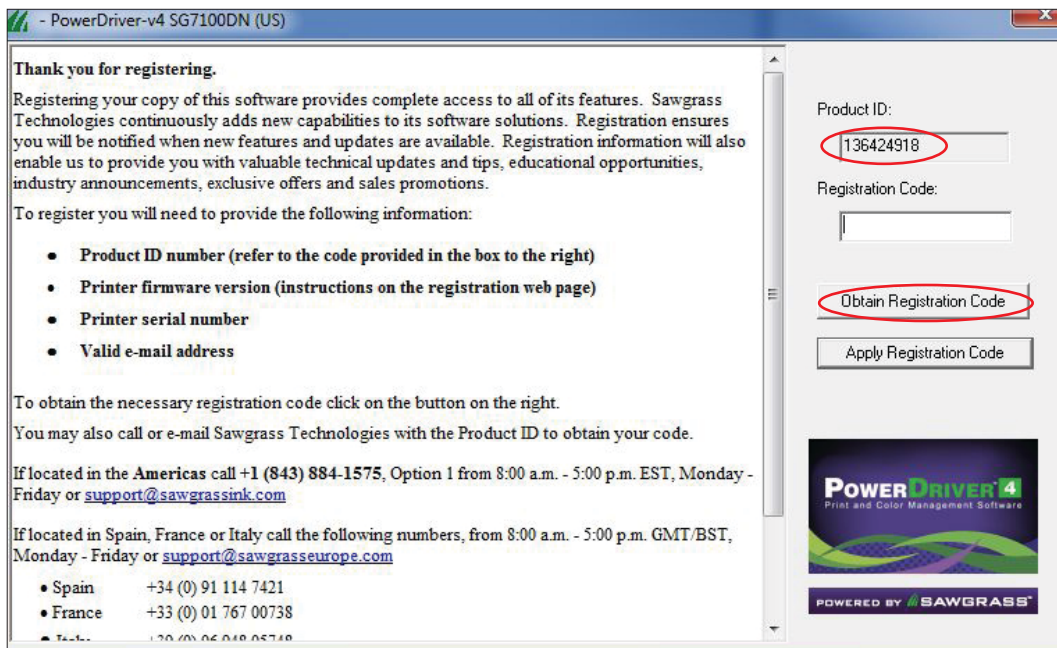 - PowerDriver-v4 SG7100DN (US)
Thank you for registering.
Registering your copy of this software provides complete access to all of its features. Sawgrass
Technologies continuously adds new capabilities to its software solutions. Registration ensures
you will be notified when new features and updates are available. Registration information will also
enable us to provide you with valuable technical updates and tips, educational opportunities,
industry announcements, exclusive offers and sales promotions.
To register you will need to provide the following information:
• Product ID number (refer to the code provided in the box to the right)
• Printer firmware version (instructions on the registration web page)
• Printer serial number
• Valid e-mail address
To obtain the necessary registration code click on the button on the right.
You may also call or e-mail Sawgrass Technologies with the Product ID to obtain your code.
If located in the Americas call +1 (843) 884-1575, Option 1 from 8:00 a.m. - 5:00 p.m. EST, Monday -
Friday or support@sawgrassink.com
If located in Spain, France or Italy call the following numbers, from 8:00 a.m. - 5:00 p.m. GMT/BST,
Monday - Friday or support@sawgrasseurope.com
• Spain +34 (0) 91 114 7421
• France +33 (0) 01 767 00738
• Italy
Product ID:
136424918
Registration Code:
Obtain Registration Code
Apply Registration Code
POWERDRIVER 4
Print and Color Management Software
POWERED BY SAWGRASS